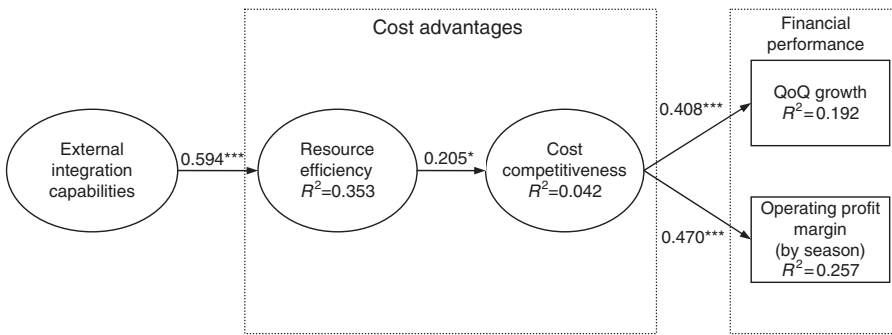 Cost advantages
Financial
performance
External
integration
capabilities
0.594***
Resource
efficiency
R²=0.353
0.205*
Cost
competitiveness
R²=0.042
0.408***
0.470***
QoQ growth
R²=0.192
Operating profit
margin
(by season)
R²=0.257